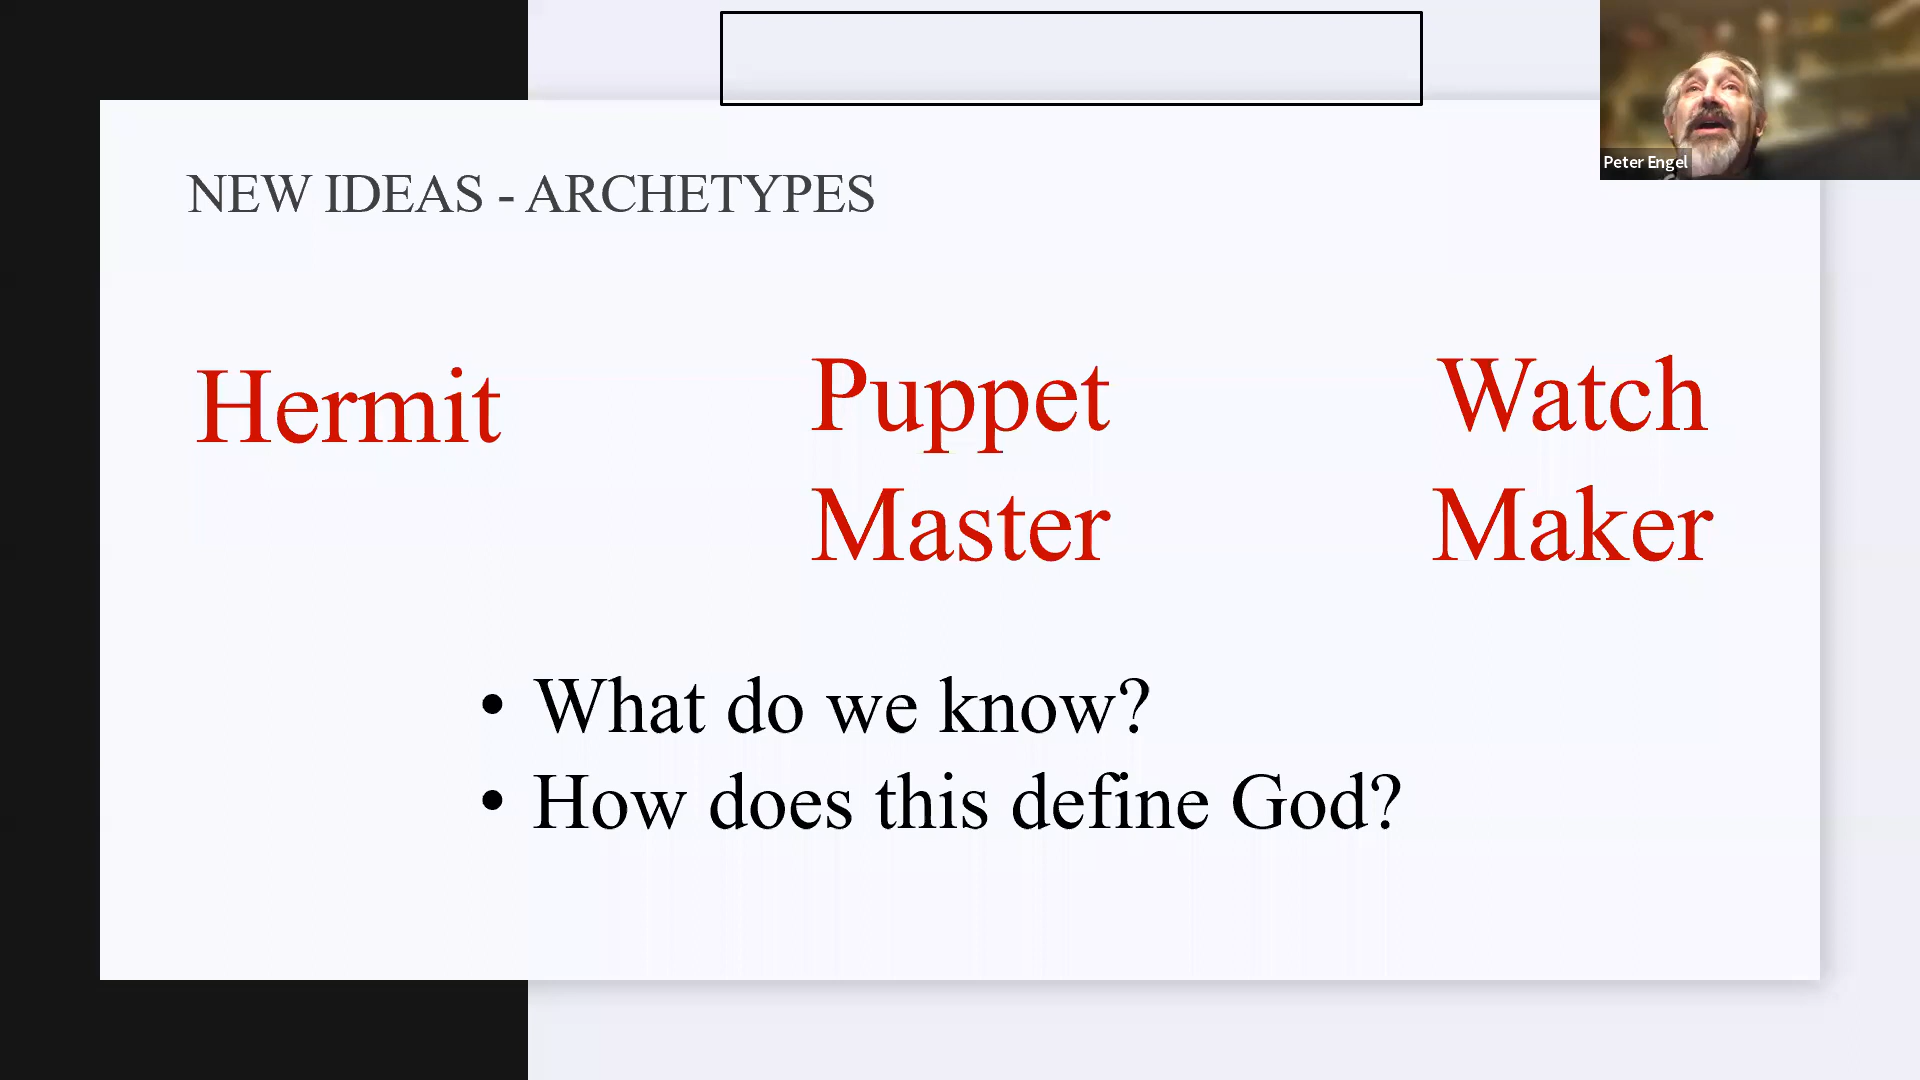 Peter Engel
NEW IDEAS - ARCHETYPES
Hermit
Puppet
Master
Watch
Maker
• What do we know?
• How does this define God?